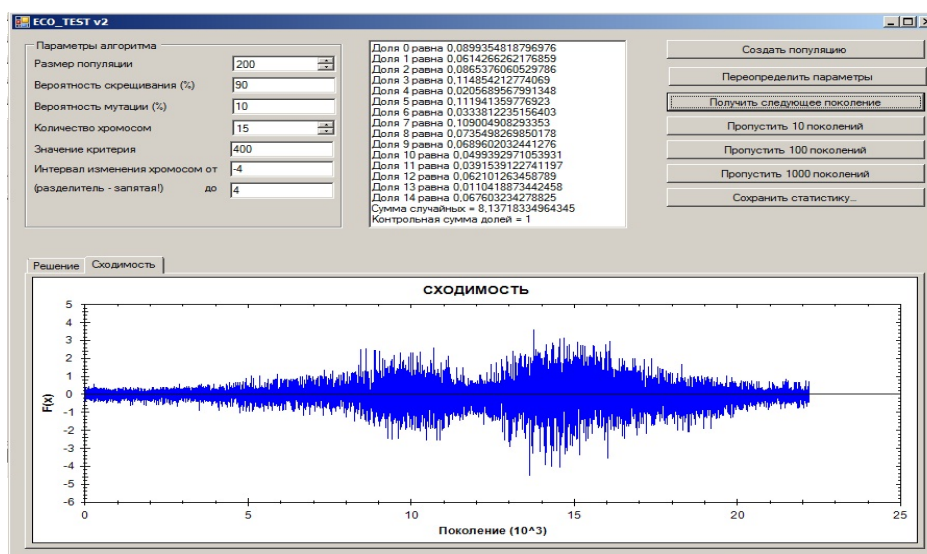 ECO_TEST v2
Параметры алгоритма
Размер популяции 200
Вероятность скрещивания (%) 90
Вероятность мутации (%) 10
Количество хромосом 15
Значение критерия 400
Интервал изменения хромосом от -4
(разделитель - запятая!) до 4
Доля 0 равна 0,0899354818796976
Доля 1 равна 0,0614266262176859
Доля 2 равна 0,0865376060529786
Доля 3 равна 0,114854212774069
Доля 4 равна 0,0205689567991348
Доля 5 равна 0,111941359776923
Доля 6 равна 0,0333812235156403
Доля 7 равна 0,109004908293353
Доля 8 равна 0,0735498269850178
Доля 9 равна 0,0689602032441276
Доля 10 равна 0,0499392971053931
Доля 11 равна 0,0391539122741197
Доля 12 равна 0,062101263458789
Доля 13 равна 0,0110418873442458
Доля 14 равна 0,067603234278825
Сумма случайных = 8,13718334964345
Контрольная сумма долей = 1
Создать популяцию
Переопределить параметры
Получить следующее поколение
Пропустить 10 поколений
Пропустить 100 поколений
Пропустить 1000 поколений
Сохранить статистику...
Решение
Сходимость
СХОДИМОСТЬ
F(x)
5
4
3
2
1
0
-1
-2
-3
-4
-5
-6
0 5 10 15 20 25
Поколение (10^3)